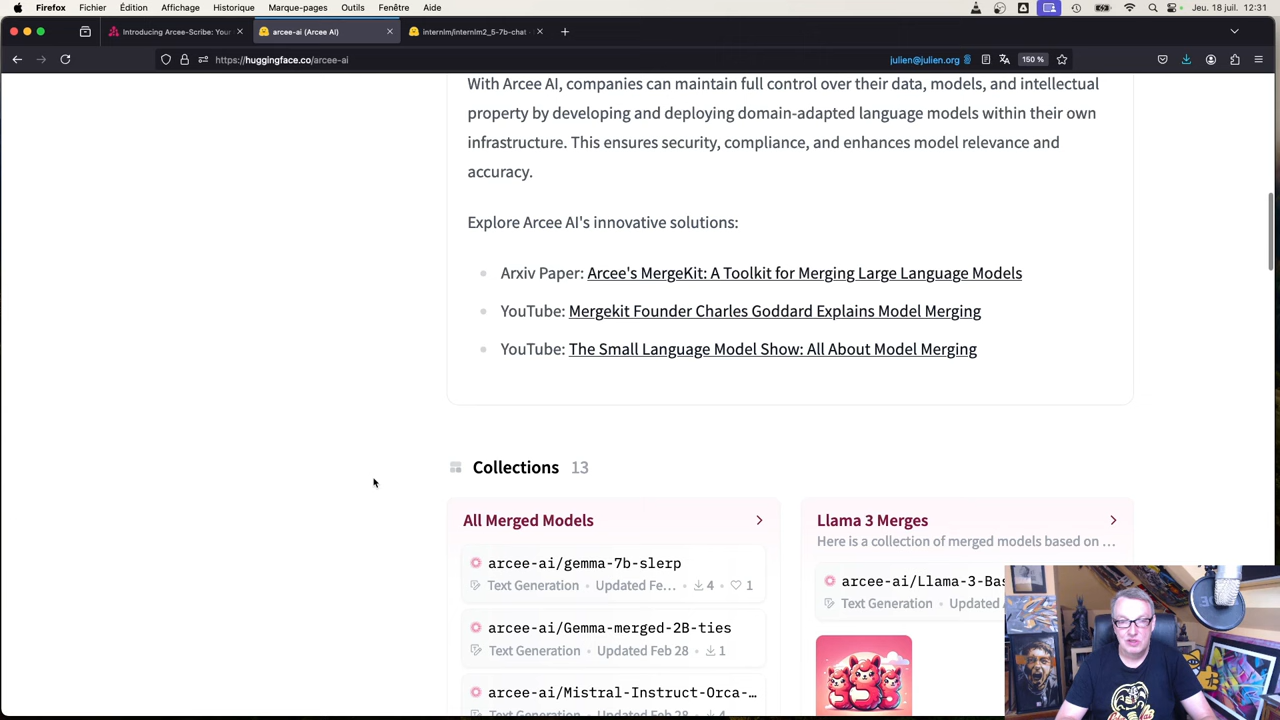 Firefox Fichier Édition Affichage Historique Marque-pages Outils Fenêtre Aide Jeu. 18 juil. 12:31
Introducing Arcee-Scribe: Your arcee-ai (Arcee AI) internlm/internlm2_5-7b-chat
https://huggingface.co/arcee-ai julien@julien.org 150 %
With Arcee AI, companies can maintain full control over their data, models, and intellectual
property by developing and deploying domain-adapted language models within their own
infrastructure. This ensures security, compliance, and enhances model relevance and
accuracy.
Explore Arcee AI's innovative solutions:
Arxiv Paper: Arcee's MergeKit: A Toolkit for Merging Large Language Models
YouTube: Mergekit Founder Charles Goddard Explains Model Merging
YouTube: The Small Language Model Show: All About Model Merging
Collections 13
All Merged Models
arcee-ai/gemma-7b-slerp
Text Generation • Updated Fe… 4 1
arcee-ai/Gemma-merged-2B-ties
Text Generation • Updated Feb 28 • 1
arcee-ai/Mistral-Instruct-Orca-…
Text Generation • Updated Feb 28 • 4
Llama 3 Merges
Here is a collection of merged models based on …
arcee-ai/Llama-3-Bas
Text Generation • Updated